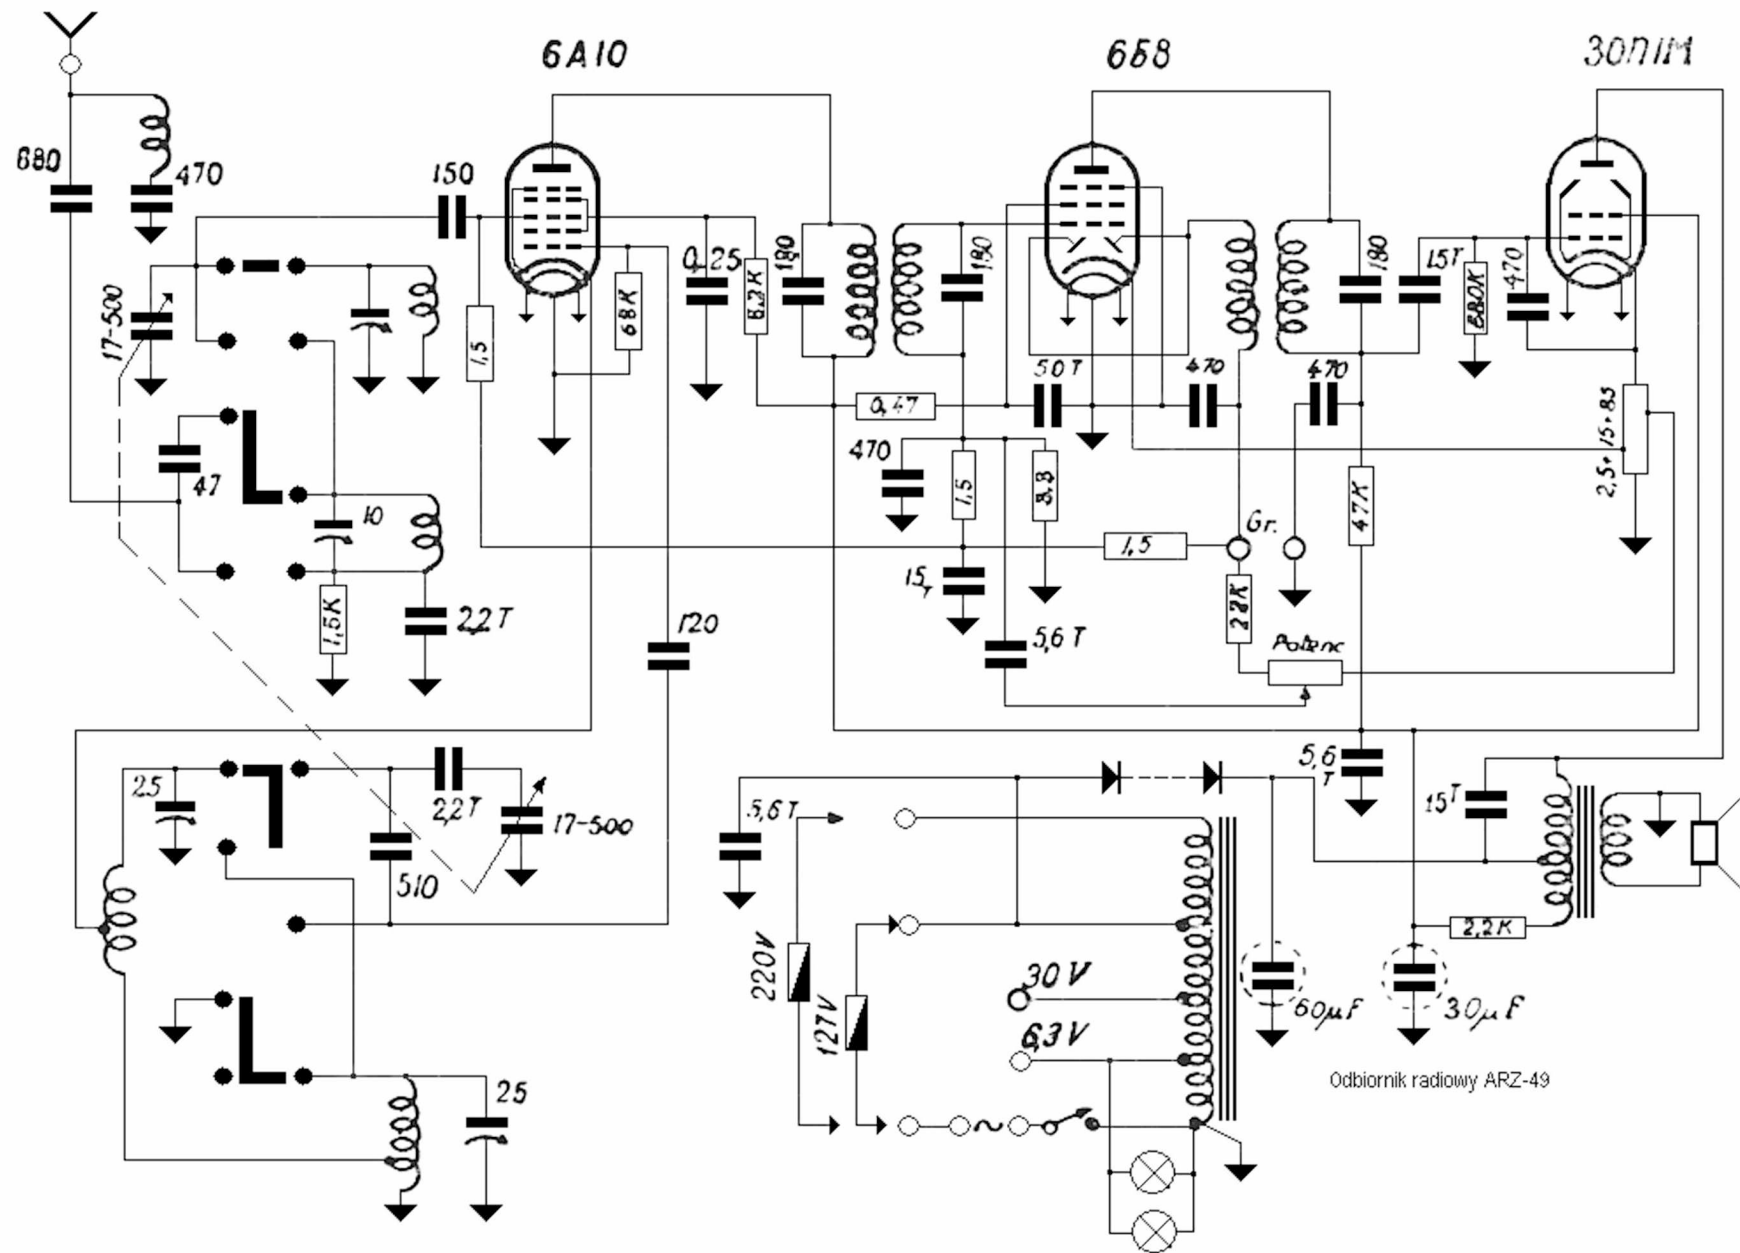 6A10
6Б8
30П1М
680
470
150
0,25
180
180
180
15T
470
17-500
1,5
68K
8,2K
680K
50T
470
470
0,47
47
10
470
1,5
3,3
47K
2,5+15+85
Gr.
1,5
15T
1,5K
2,2T
120
5,6T
22K
Potenc
25
2,2T
17-500
510
5,6T
5,6
T
15T
220V
127V
30V
6,3V
2,2K
60μF
30μF
25
~
Odbiornik radiowy ARZ-49